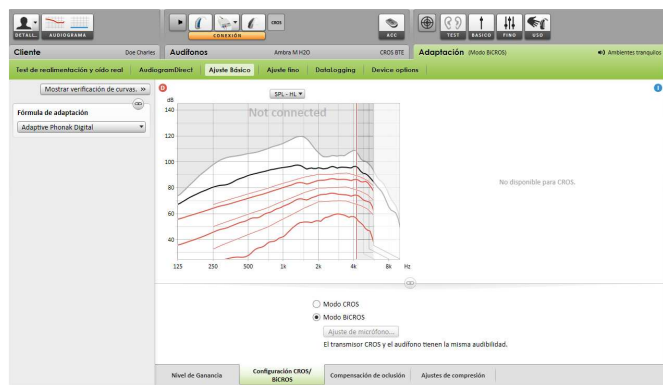 DETALL... AUDIOGRAMA
CONEXIÓN
CROS
ACC
TEST BÁSICO FINO USO
Cliente Doe Charles
Audífonos Ambra M H2O CROS BTE
Adaptación (Modo BiCROS) Ambientes tranquilos
Test de realimentación y oído real AudiogramDirect Ajuste Básico Ajuste fino DataLogging Device options
Mostrar verificación de curvas. »
Fórmula de adaptación
Adaptive Phonak Digital
SPL - HL
dB
Not connected
140
120
100
80
60
40
125 250 500 1k 2k 4k 8k Hz
No disponible para CROS.
Modo CROS
Modo BiCROS
Ajuste de micrófono...
El transmisor CROS y el audífono tienen la misma audibilidad.
Nivel de Ganancia
Configuración CROS/
BiCROS
Compensación de oclusión
Ajustes de compresión